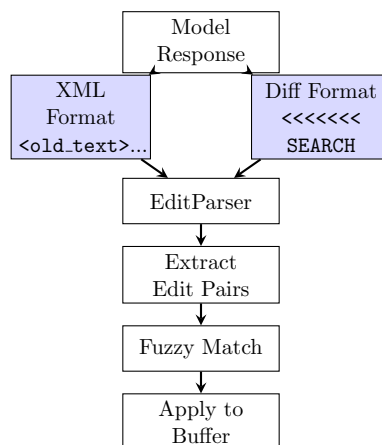 Model
Response
XML
Format
<old_text>...
Diff Format
<<<<<<<
SEARCH
EditParser
Extract
Edit Pairs
Fuzzy Match
Apply to
Buffer